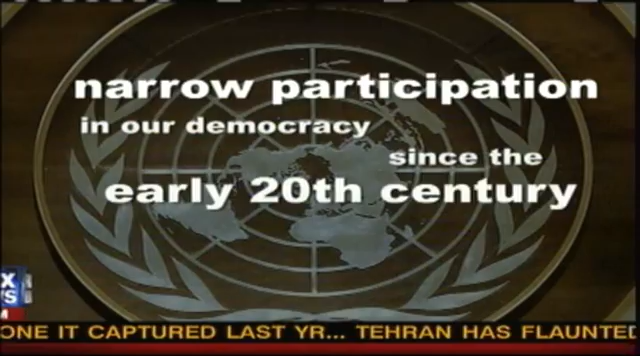 narrow participation
in our democracy
since the
early 20th century
ONE IT CAPTURED LAST YR... TEHRAN HAS FLAUNTED